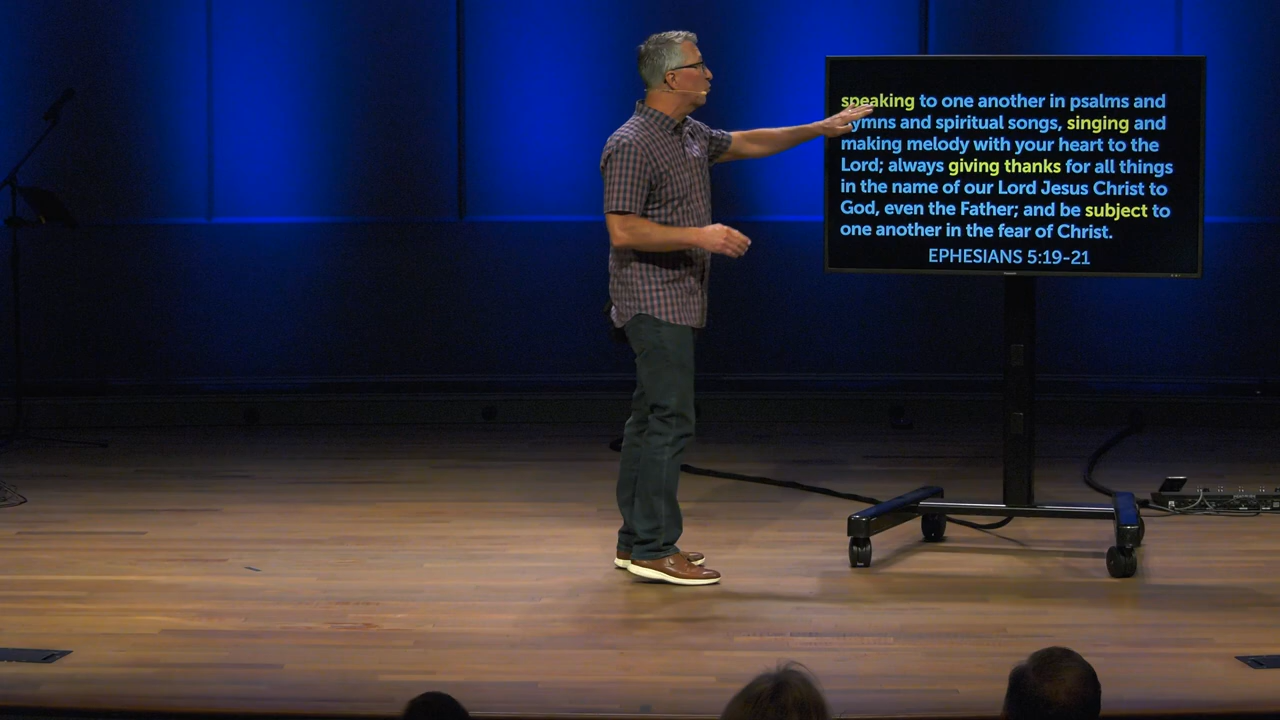 speaking to one another in psalms and
hymns and spiritual songs, singing and
making melody with your heart to the
Lord; always giving thanks for all things
in the name of our Lord Jesus Christ to
God, even the Father; and be subject to
one another in the fear of Christ.
EPHESIANS 5:19-21